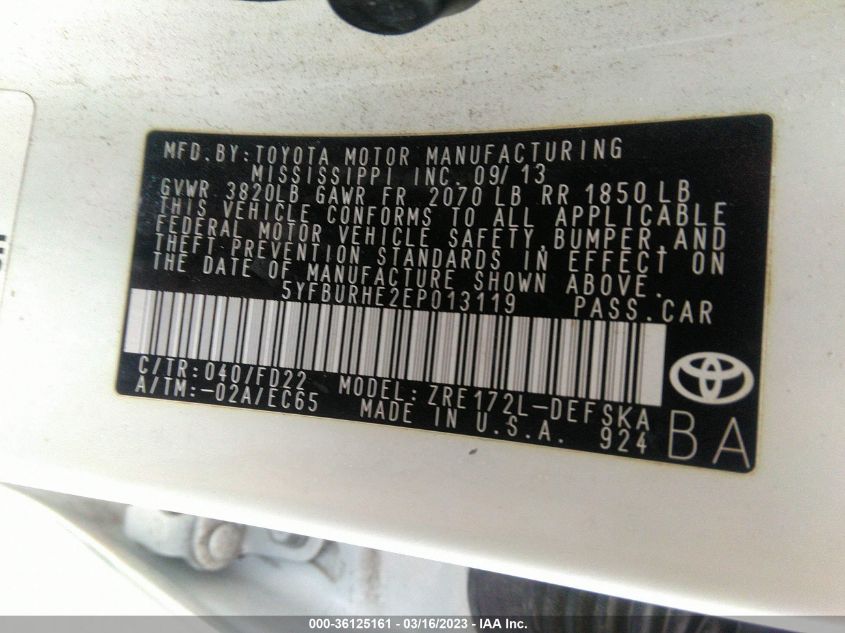 MFD.BY:TOYOTA MOTOR MANUFACTURING
MISSISSIPPI INC. 09/13
GVWR 3820LB GAWR FR 2070 LB RR 1850 LB
THIS VEHICLE CONFORMS TO ALL APPLICABLE
FEDERAL MOTOR VEHICLE SAFETY, BUMPER, AND
THEFT PREVENTION STANDARDS IN EFFECT ON
THE DATE OF MANUFACTURE SHOWN ABOVE.
5YFBURHE2EP013119 PASS.CAR
C/TR:040/FD22 MODEL:ZRE172L-DEFSKA
A/TM:-02A/EC65 MADE IN U.S.A. 924
BA
000-36125161 - 03/16/2023 - IAA Inc.